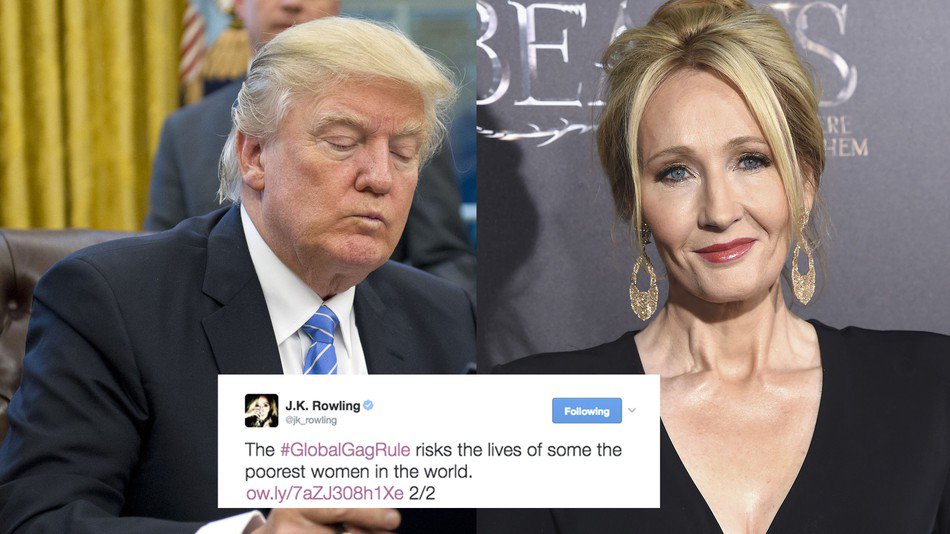 BEA S
ERE
HEM
J.K. Rowling
@jk_rowling
Following
The #GlobalGagRule risks the lives of some the
poorest women in the world.
ow.ly/7aZJ308h1Xe 2/2